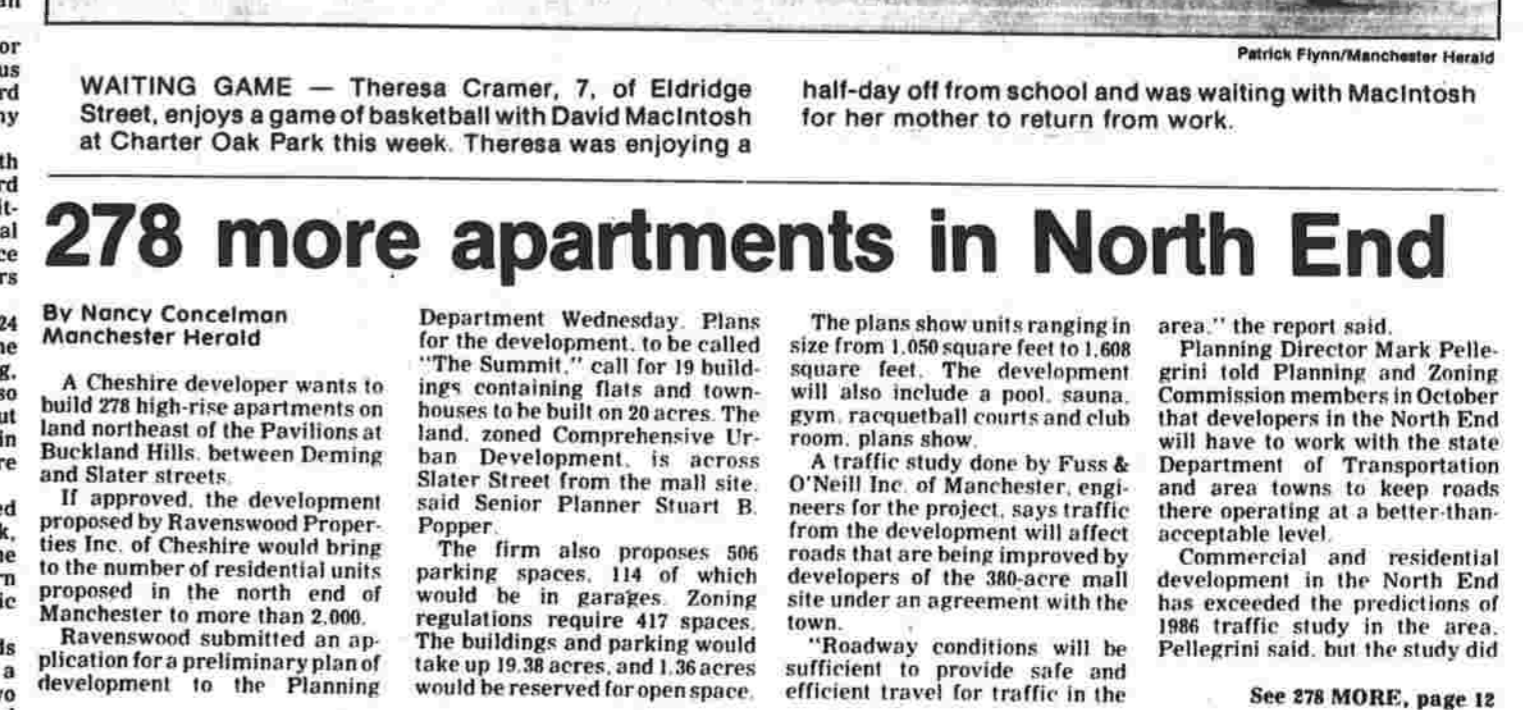 Patrick Flynn/Manchester Herald
WAITING GAME — Theresa Cramer, 7, of Eldridge
Street, enjoys a game of basketball with David MacIntosh
at Charter Oak Park this week. Theresa was enjoying a
half-day off from school and was waiting with MacIntosh
for her mother to return from work.
278 more apartments in North End
By Nancy Concelman
Manchester Herald
A Cheshire developer wants to
build 278 high-rise apartments on
land northeast of the Pavilions at
Buckland Hills, between Deming
and Slater streets.
If approved, the development
proposed by Ravenswood Proper-
ties Inc. of Cheshire would bring
to the number of residential units
proposed in the north end of
Manchester to more than 2,000.
Ravenswood submitted an ap-
plication for a preliminary plan of
development to the Planning
Department Wednesday. Plans
for the development, to be called
"The Summit," call for 19 build-
ings containing flats and town-
houses to be built on 20 acres. The
land, zoned Comprehensive Ur-
ban Development, is across
Slater Street from the mall site,
said Senior Planner Stuart B.
Popper.
The firm also proposes 506
parking spaces, 114 of which
would be in garages. Zoning
regulations require 417 spaces.
The buildings and parking would
take up 19.38 acres, and 1.36 acres
would be reserved for open space.
The plans show units ranging in
size from 1,050 square feet to 1,608
square feet. The development
will also include a pool, sauna,
gym, racquetball courts and club
room, plans show.
A traffic study done by Fuss &
O'Neill Inc. of Manchester, engi-
neers for the project, says traffic
from the development will affect
roads that are being improved by
developers of the 380-acre mall
site under an agreement with the
town.
"Roadway conditions will be
sufficient to provide safe and
efficient travel for traffic in the
area." the report said.
Planning Director Mark Pelle-
grini told Planning and Zoning
Commission members in October
that developers in the North End
will have to work with the state
Department of Transportation
and area towns to keep roads
there operating at a better-than-
acceptable level.
Commercial and residential
development in the North End
has exceeded the predictions of
1986 traffic study in the area,
Pellegrini said, but the study did
See 278 MORE, page 12